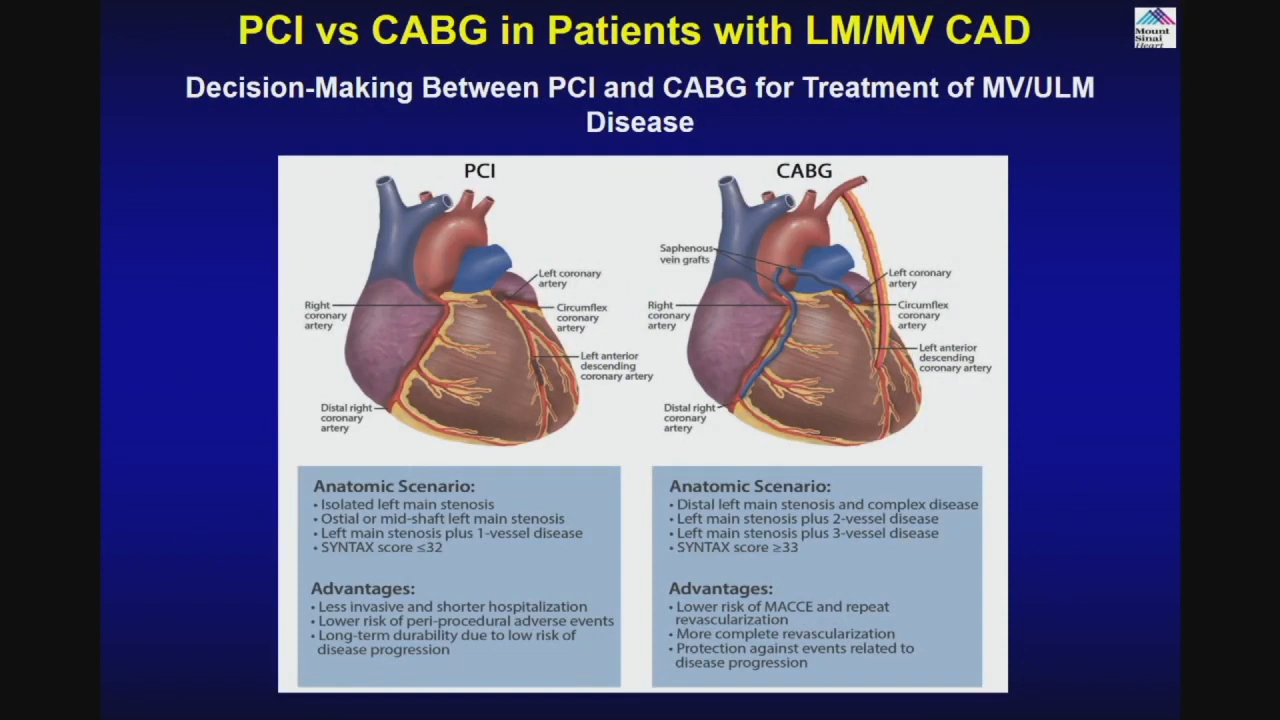 PCI vs CABG in Patients with LM/MV CAD
Mount
Sinai
Heart
Decision-Making Between PCI and CABG for Treatment of MV/ULM
Disease
PCI
Left coronary
artery
Right
coronary
artery
Circumflex
coronary
artery
Left anterior
descending
coronary artery
Distal right
coronary
artery
Anatomic Scenario:
• Isolated left main stenosis
• Ostial or mid-shaft left main stenosis
• Left main stenosis plus 1-vessel disease
• SYNTAX score ≤32
Advantages:
• Less invasive and shorter hospitalization
• Lower risk of peri-procedural adverse events
• Long-term durability due to low risk of
disease progression
CABG
Saphenous
vein grafts
Left coronary
artery
Right
coronary
artery
Circumflex
coronary
artery
Left anterior
descending
coronary artery
Distal right
coronary
artery
Anatomic Scenario:
• Distal left main stenosis and complex disease
• Left main stenosis plus 2-vessel disease
• Left main stenosis plus 3-vessel disease
• SYNTAX score ≥33
Advantages:
• Lower risk of MACCE and repeat
revascularization
• More complete revascularization
• Protection against events related to
disease progression